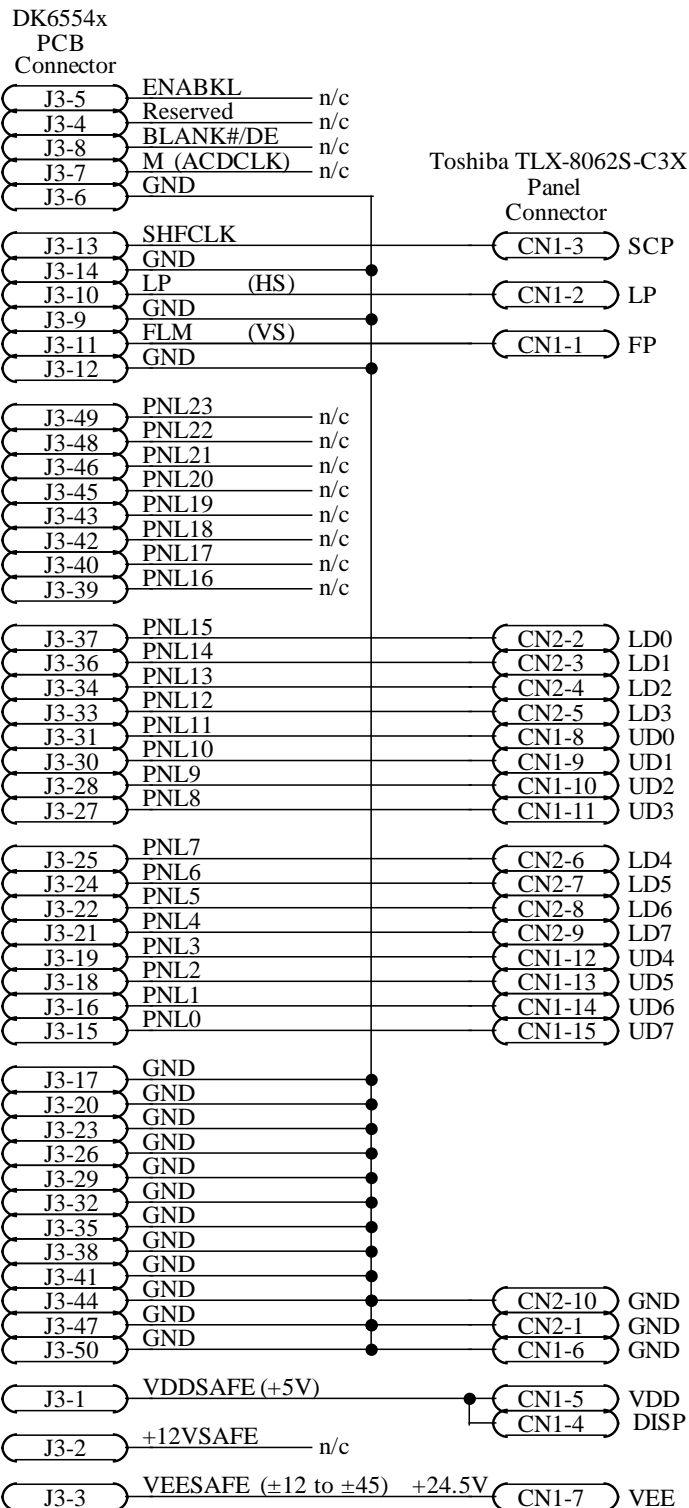 DK6554x
PCB
Connector
J3-5 ENABKL n/c
J3-4 Reserved n/c
J3-8 BLANK#/DE n/c
J3-7 M (ACDCLK) n/c
J3-6 GND
Toshiba TLX-8062S-C3X
Panel
Connector
J3-13 SHFCLK CN1-3 SCP
J3-14 GND
J3-10 LP (HS) CN1-2 LP
J3-9 GND
J3-11 FLM (VS) CN1-1 FP
J3-12 GND
J3-49 PNL23 n/c
J3-48 PNL22 n/c
J3-46 PNL21 n/c
J3-45 PNL20 n/c
J3-43 PNL19 n/c
J3-42 PNL18 n/c
J3-40 PNL17 n/c
J3-39 PNL16 n/c
J3-37 PNL15 CN2-2 LD0
J3-36 PNL14 CN2-3 LD1
J3-34 PNL13 CN2-4 LD2
J3-33 PNL12 CN2-5 LD3
J3-31 PNL11 CN1-8 UD0
J3-30 PNL10 CN1-9 UD1
J3-28 PNL9 CN1-10 UD2
J3-27 PNL8 CN1-11 UD3
J3-25 PNL7 CN2-6 LD4
J3-24 PNL6 CN2-7 LD5
J3-22 PNL5 CN2-8 LD6
J3-21 PNL4 CN2-9 LD7
J3-19 PNL3 CN1-12 UD4
J3-18 PNL2 CN1-13 UD5
J3-16 PNL1 CN1-14 UD6
J3-15 PNL0 CN1-15 UD7
J3-17 GND
J3-20 GND
J3-23 GND
J3-26 GND
J3-29 GND
J3-32 GND
J3-35 GND
J3-38 GND
J3-41 GND
J3-44 GND CN2-10 GND
J3-47 GND CN2-1 GND
J3-50 GND CN1-6 GND
J3-1 VDDSAFE (+5V) CN1-5 VDD
CN1-4 DISP
J3-2 +12VSAFE n/c
J3-3 VEESAFE (±12 to ±45) +24.5V CN1-7 VEE